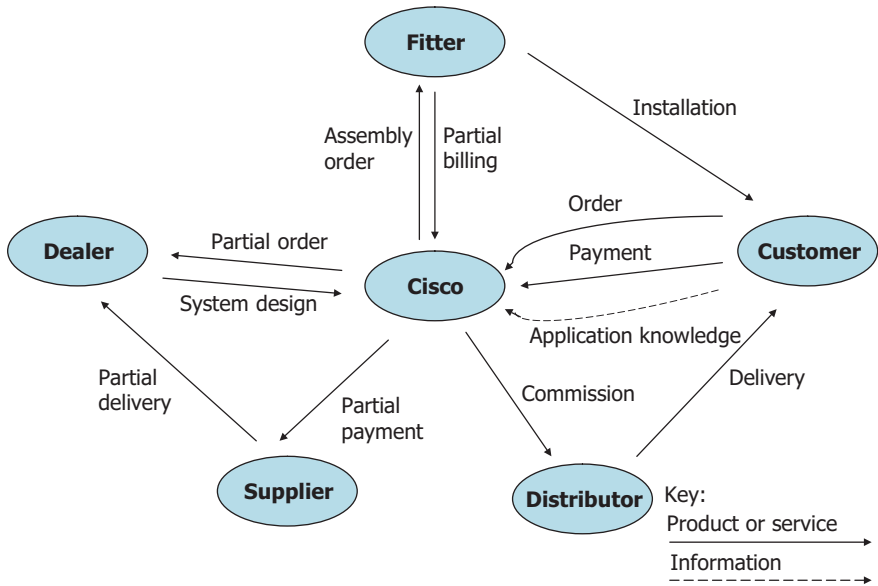 Fitter
Installation
Assembly
order
Partial
billing
Order
Dealer
Partial order
Payment
Customer
System design
Cisco
Application knowledge
Partial
delivery
Partial
payment
Commission
Delivery
Supplier
Distributor
Key:
Product or service
Information